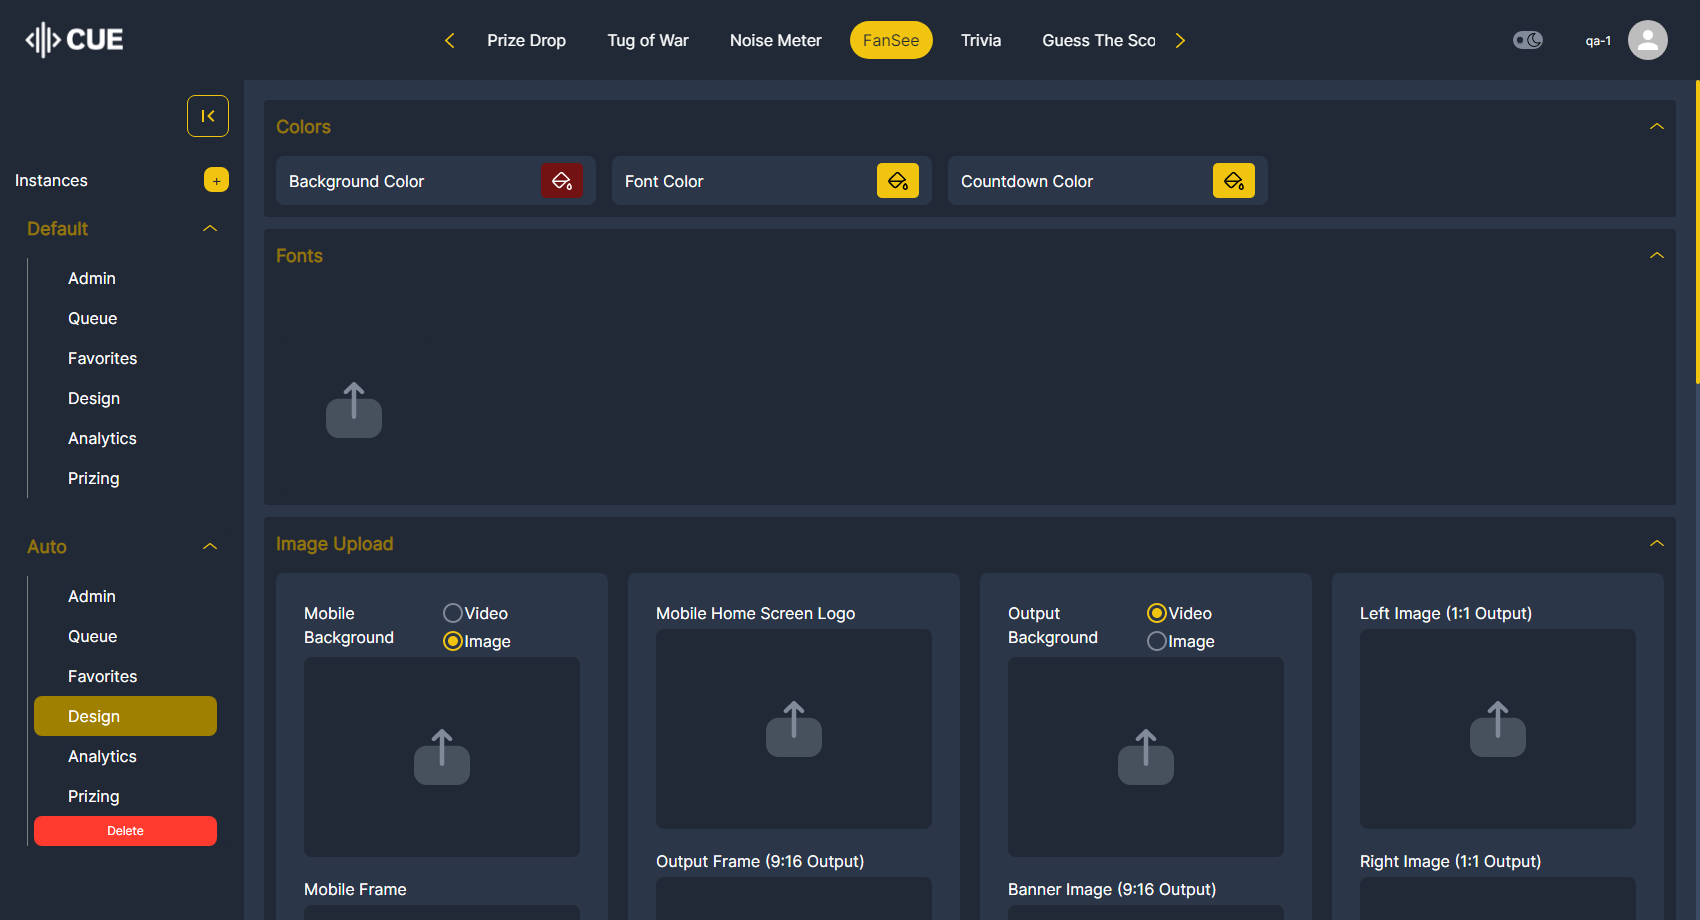 CUE
Prize Drop
Tug of War
Noise Meter
FanSee
Trivia
Guess The Sco
qa-1
Instances
+
Default
Admin
Queue
Favorites
Design
Analytics
Prizing
Auto
Admin
Queue
Favorites
Design
Analytics
Prizing
Delete
Colors
Background Color
Font Color
Countdown Color
Fonts
Image Upload
Mobile
Background
Video
Image
Mobile Frame
Mobile Home Screen Logo
Output Frame (9:16 Output)
Output
Background
Video
Image
Banner Image (9:16 Output)
Left Image (1:1 Output)
Right Image (1:1 Output)